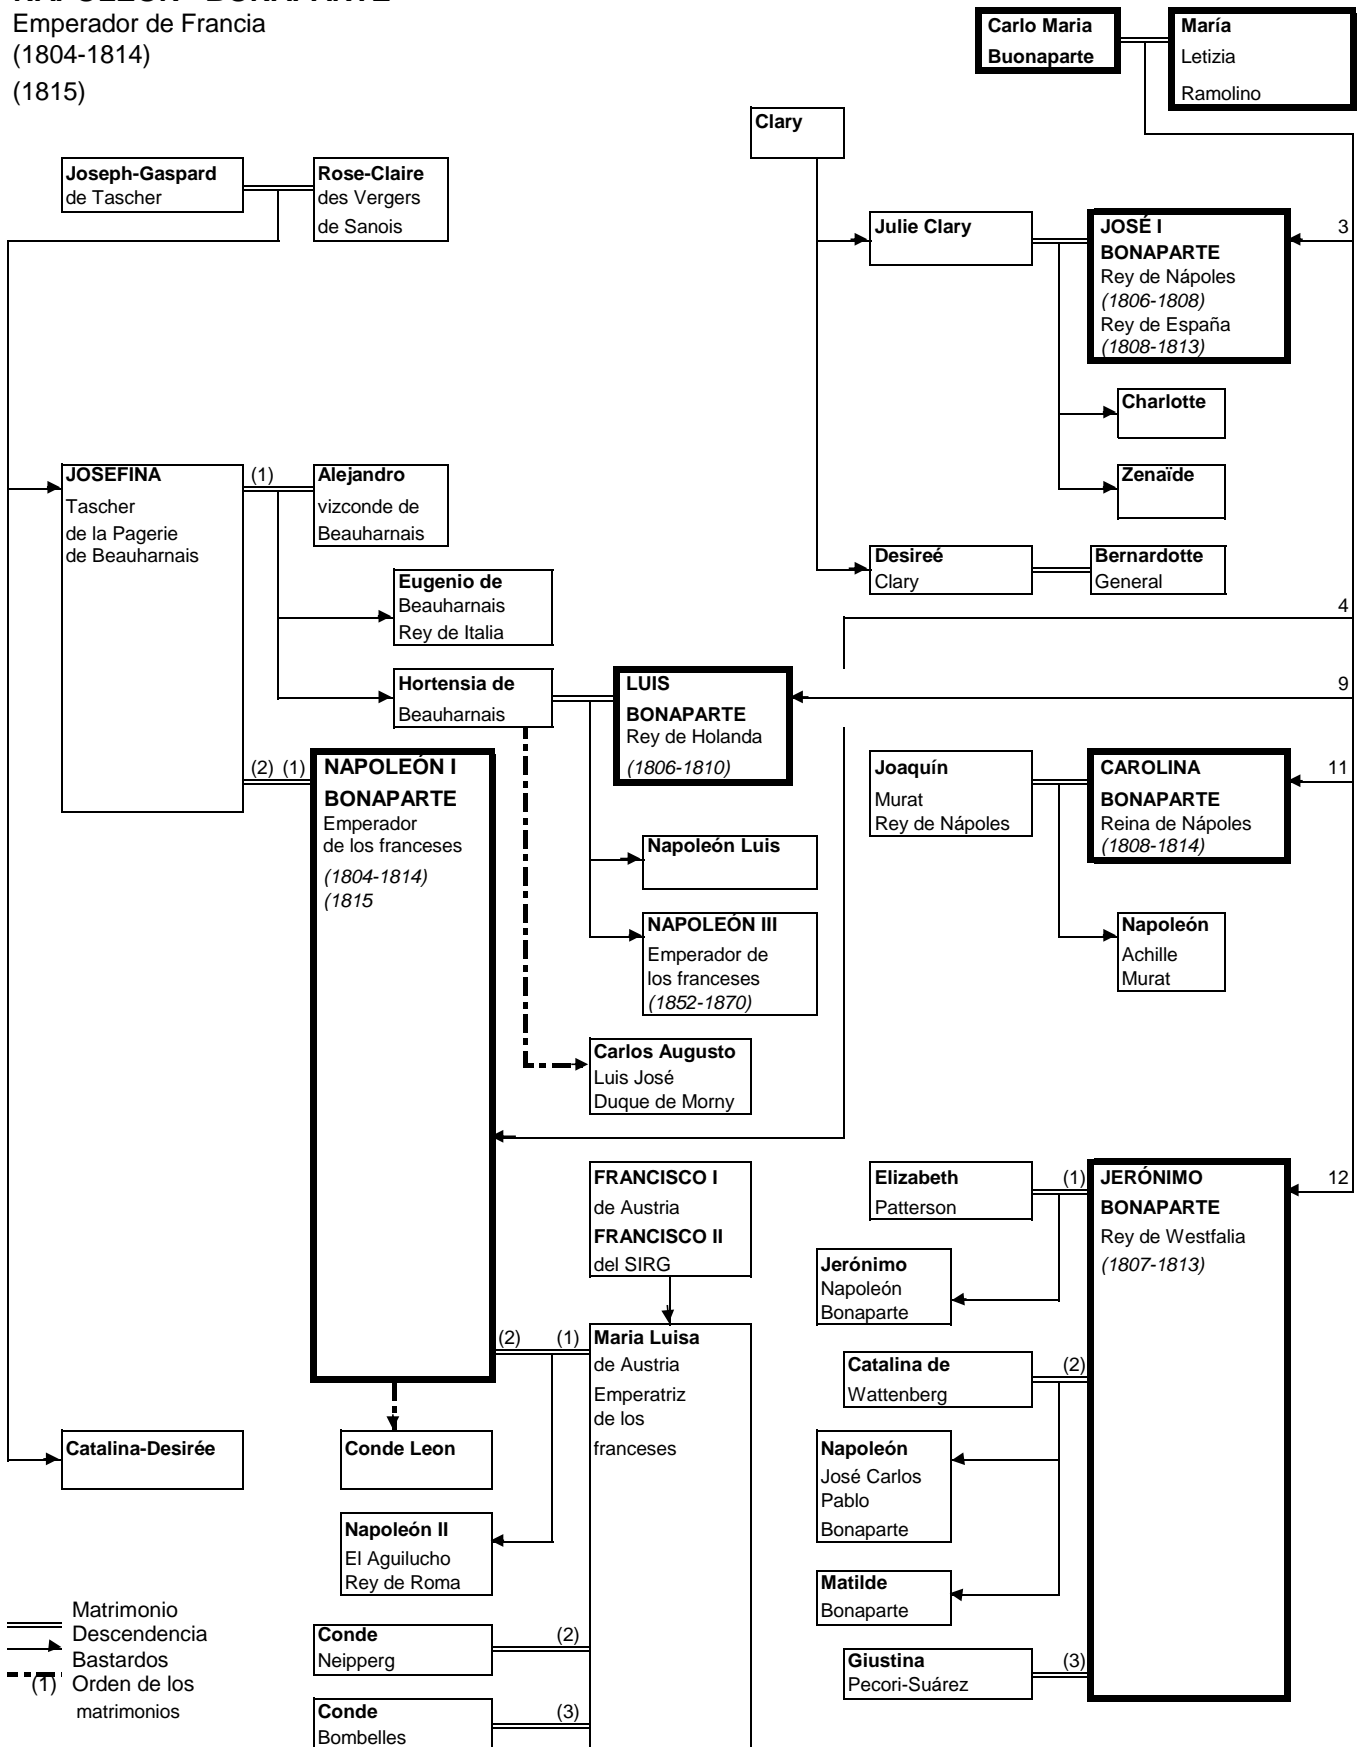 NAPOLEÓN BONAPARTE
Emperador de Francia
(1804-1814)
(1815)
Carlo Maria
Buonaparte
María
Letizia
Ramolino
Clary
Joseph-Gaspard
de Tascher
Rose-Claire
des Vergers
de Sanois
Julie Clary
JOSÉ I
BONAPARTE
Rey de Nápoles
(1806-1808)
Rey de España
(1808-1813)
3
Charlotte
Zenaïde
JOSEFINA
Tascher
de la Pagerie
de Beauharnais
(1)
Alejandro
vizconde de
Beauharnais
Desireé
Clary
Bernardotte
General
Eugenio de
Beauharnais
Rey de Italia
4
Hortensia de
Beauharnais
LUIS
BONAPARTE
Rey de Holanda
(1806-1810)
9
(2) (1)
NAPOLEÓN I
BONAPARTE
Emperador
de los franceses
(1804-1814)
(1815
Joaquín
Murat
Rey de Nápoles
CAROLINA
BONAPARTE
Reina de Nápoles
(1808-1814)
11
Napoleón Luis
NAPOLEÓN III
Emperador de
los franceses
(1852-1870)
Napoleón
Achille
Murat
Carlos Augusto
Luis José
Duque de Morny
FRANCISCO I
de Austria
FRANCISCO II
del SIRG
Elizabeth
Patterson
(1)
JERÓNIMO
BONAPARTE
Rey de Westfalia
(1807-1813)
12
Jerónimo
Napoleón
Bonaparte
(2) (1)
Maria Luisa
de Austria
Emperatriz
de los
franceses
Catalina de
Wattenberg
(2)
Catalina-Desirée
Conde Leon
Napoleón
José Carlos
Pablo
Bonaparte
Napoleón II
El Aguilucho
Rey de Roma
Matilde
Bonaparte
Matrimonio
Descendencia
Bastardos
(1) Orden de los
matrimonios
Conde
Neipperg
(2)
Giustina
Pecori-Suárez
(3)
Conde
Bombelles
(3)